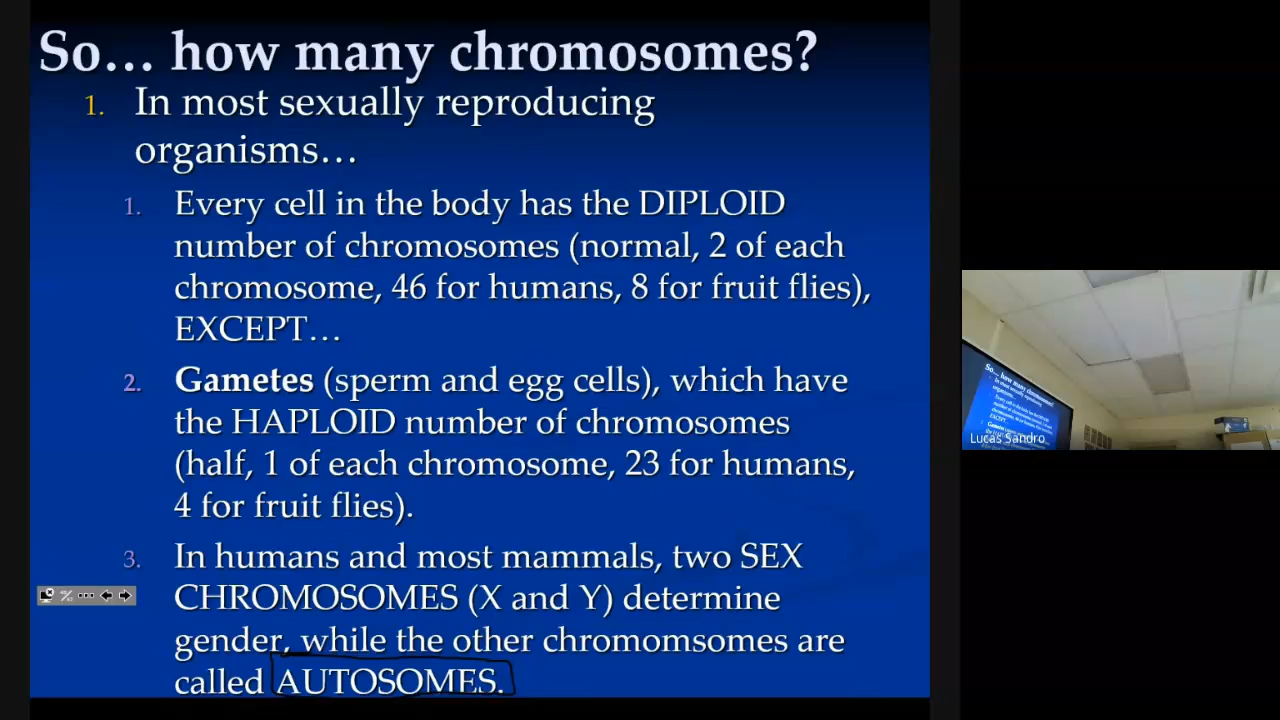 So… how many chromosomes?
1. In most sexually reproducing
organisms…
1. Every cell in the body has the DIPLOID
number of chromosomes (normal, 2 of each
chromosome, 46 for humans, 8 for fruit flies),
EXCEPT…
2. Gametes (sperm and egg cells), which have
the HAPLOID number of chromosomes
(half, 1 of each chromosome, 23 for humans,
4 for fruit flies).
3. In humans and most mammals, two SEX
CHROMOSOMES (X and Y) determine
gender, while the other chromomsomes are
called AUTOSOMES.
So... how many chromosomes?
Lucas Sandro